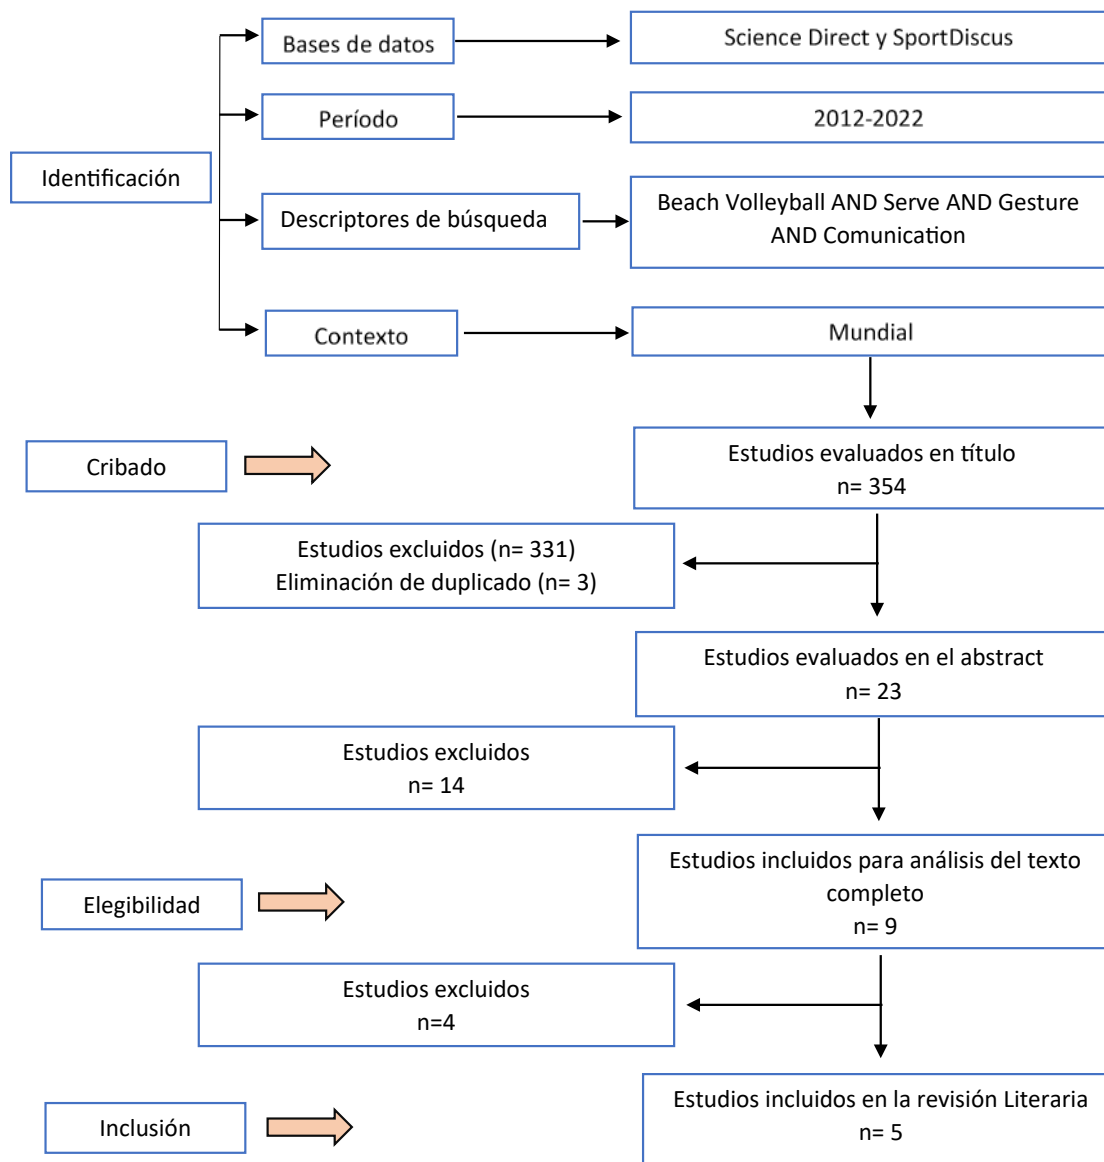 Bases de datos
Science Direct y SportDiscus
Período
2012-2022
Identificación
Descriptores de búsqueda
Beach Volleyball AND Serve AND Gesture
AND Comunication
Contexto
Mundial
Cribado
Estudios evaluados en título
n= 354
Estudios excluidos (n= 331)
Eliminación de duplicado (n= 3)
Estudios evaluados en el abstract
n= 23
Estudios excluidos
n= 14
Elegibilidad
Estudios incluidos para análisis del texto
completo
n= 9
Estudios excluidos
n=4
Inclusión
Estudios incluidos en la revisión Literaria
n= 5